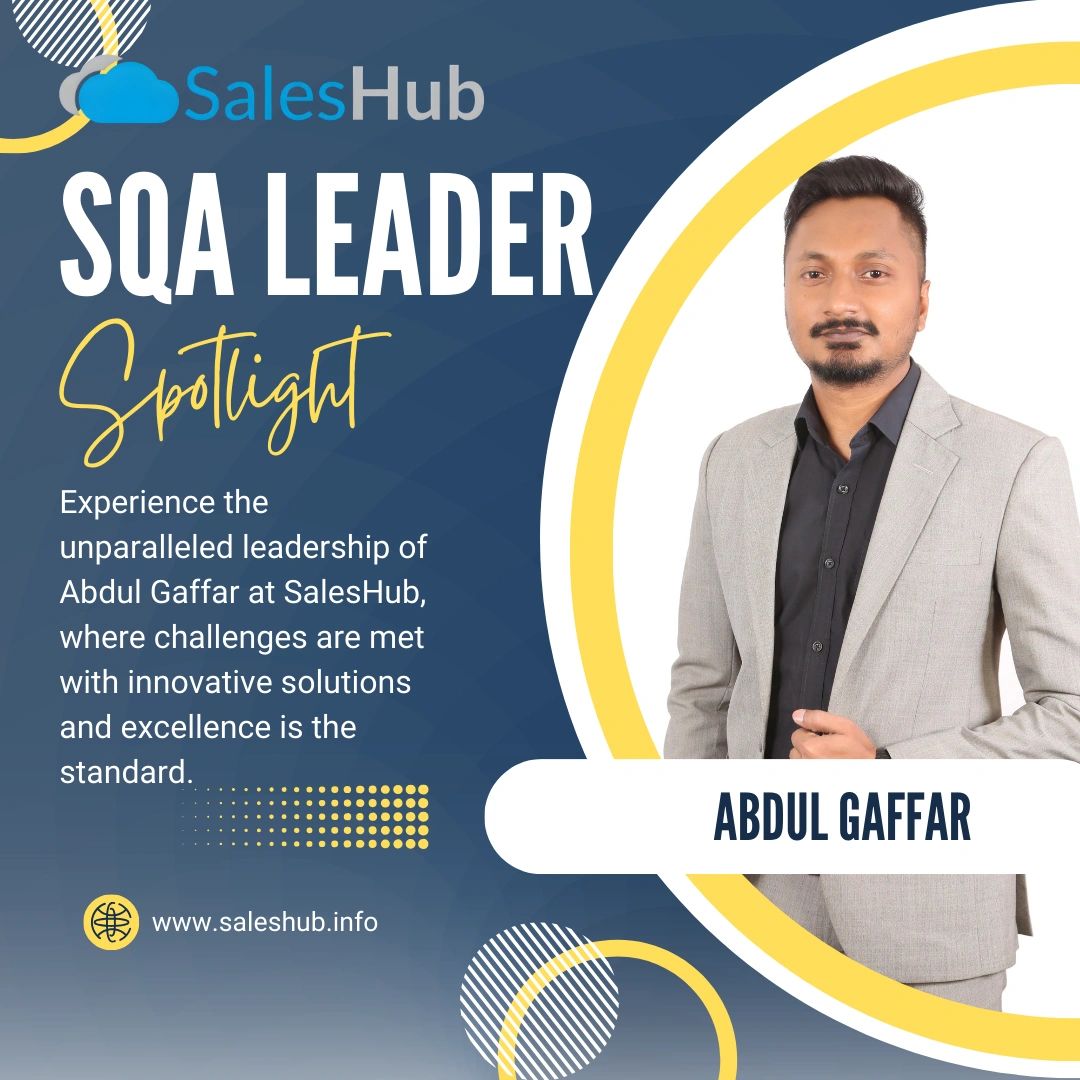 SalesHub
SQA LEADER
Spotlight
Experience the
unparalleled leadership of
Abdul Gaffar at SalesHub,
where challenges are met
with innovative solutions
and excellence is the
standard.
ABDUL GAFFAR
www.saleshub.info